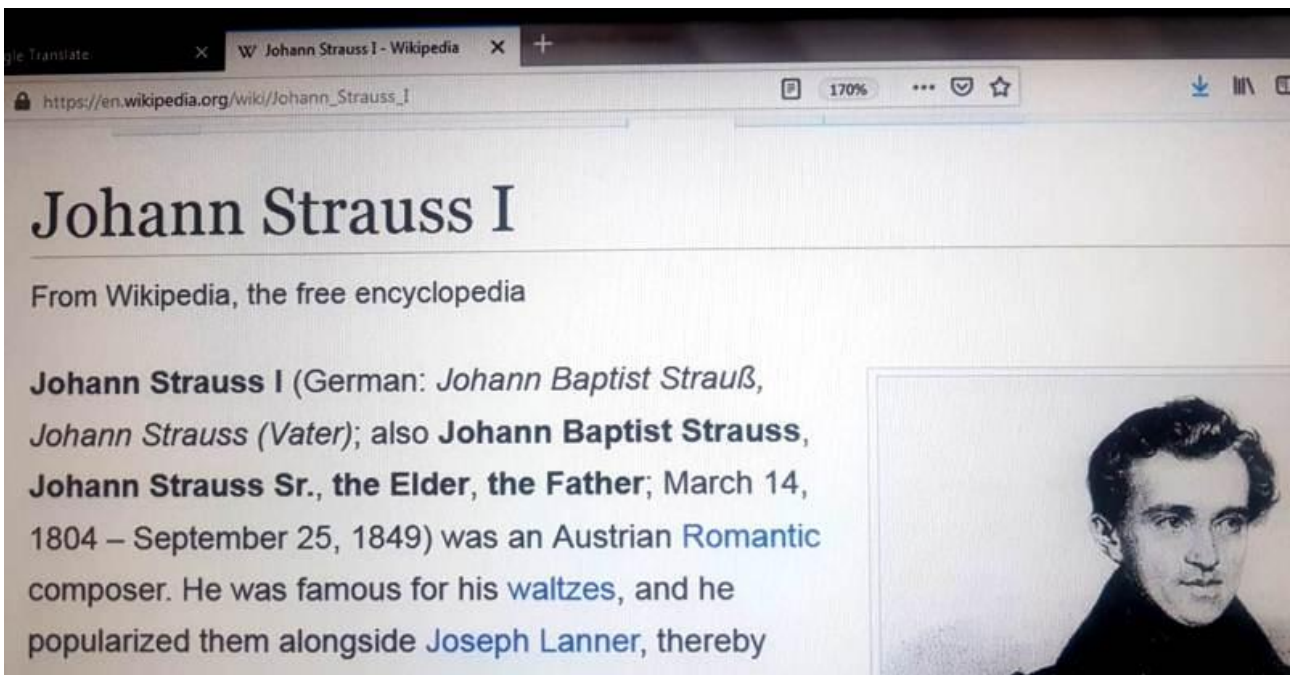 gle Translate
W Johann Strauss I - Wikipedia
https://en.wikipedia.org/wiki/Johann_Strauss_I
170%
Johann Strauss I
From Wikipedia, the free encyclopedia
Johann Strauss I (German: Johann Baptist Strauß,
Johann Strauss (Vater); also Johann Baptist Strauss,
Johann Strauss Sr., the Elder, the Father; March 14,
1804 – September 25, 1849) was an Austrian Romantic
composer. He was famous for his waltzes, and he
popularized them alongside Joseph Lanner, thereby